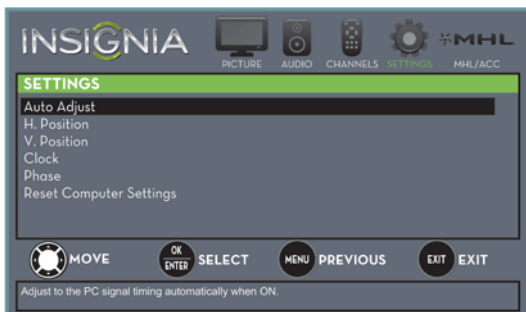 INSIGNIA
PICTURE AUDIO CHANNELS SETTINGS MHL/ACC
MHL
SETTINGS
Auto Adjust
H. Position
V. Position
Clock
Phase
Reset Computer Settings
MOVE OK ENTER SELECT MENU PREVIOUS EXIT EXIT
Adjust to the PC signal timing automatically when ON.